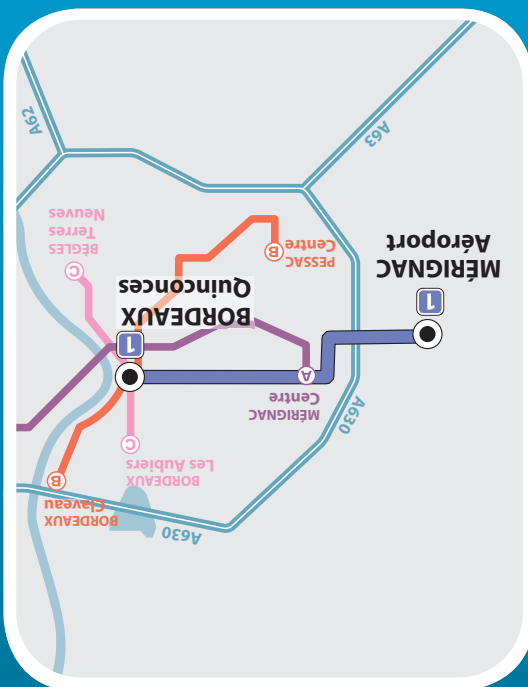 A630
BORDEAUX
Claveau
B
BORDEAUX
Les Aubiers
C
A630
MÉRIGNAC
Centre
A
1
BORDEAUX
Quinconces
1
MÉRIGNAC
Aéroport
PESSAC
Centre
B
C
BÈGLES
Terres
Neuves
A63
A62